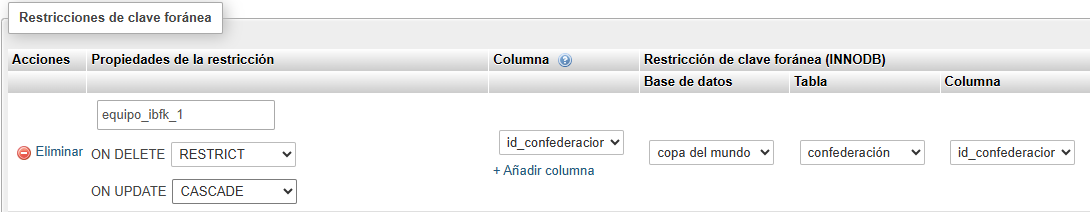 Restricciones de clave foránea
Acciones Propiedades de la restricción Columna Restricción de clave foránea (INNODB)
Base de datos Tabla Columna
equipo_ibfk_1
Eliminar
ON DELETE RESTRICT
ON UPDATE CASCADE
id_confederacior
+ Añadir columna
copa del mundo
confederación
id_confederacior